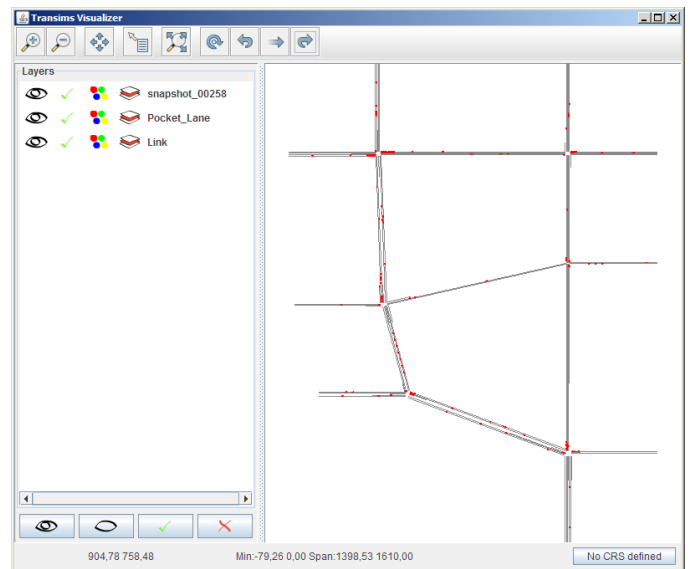 Transims Visualizer
Layers
snapshot_00258
Pocket_Lane
Link
904,78 758,48
Min:-79,26 0,00 Span:1398,53 1610,00
No CRS defined